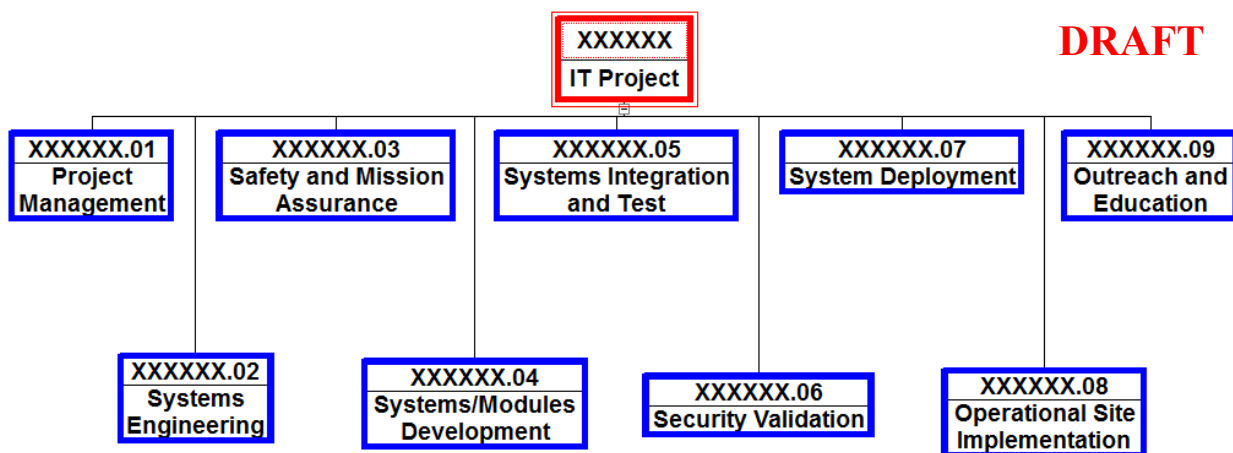 XXXXXX
IT Project
DRAFT
XXXXXX.01
Project
Management
XXXXXX.03
Safety and Mission
Assurance
XXXXXX.05
Systems Integration
and Test
XXXXXX.07
System Deployment
XXXXXX.09
Outreach and
Education
XXXXXX.02
Systems
Engineering
XXXXXX.04
Systems/Modules
Development
XXXXXX.06
Security Validation
XXXXXX.08
Operational Site
Implementation